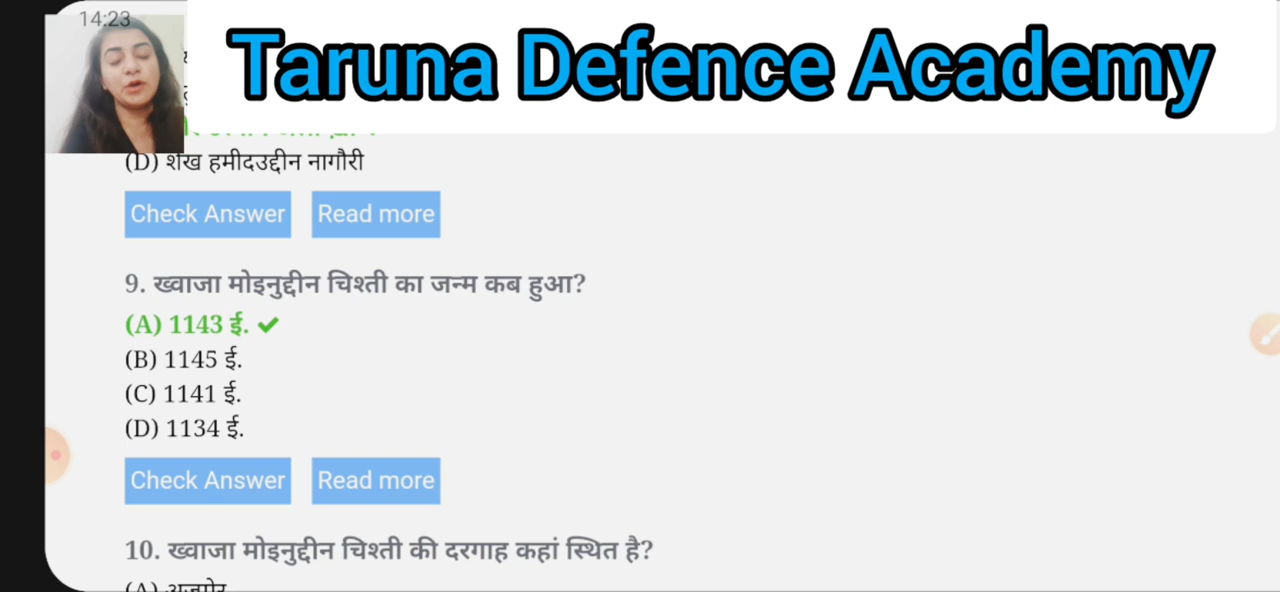 14:23
Taruna Defence Academy
(D) शेख हमीदउद्दीन नागौरी
Check Answer Read more
9. ख्वाजा मोइनुद्दीन चिश्ती का जन्म कब हुआ?
(A) 1143 ई.
(B) 1145 ई.
(C) 1141 ई.
(D) 1134 ई.
Check Answer Read more
10. ख्वाजा मोइनुद्दीन चिश्ती की दरगाह कहां स्थित है?
(A) अजमेर